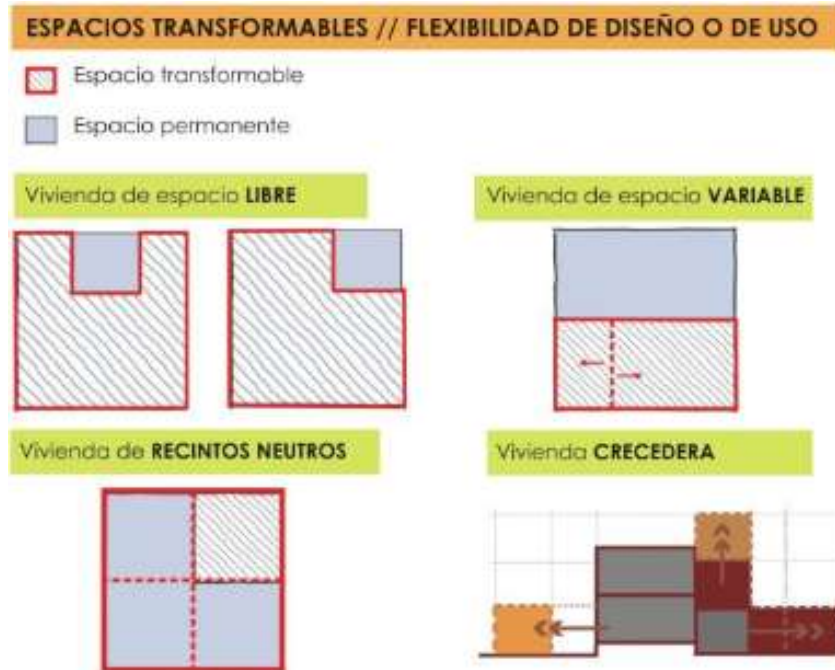 ESPACIOS TRANSFORMABLES // FLEXIBILIDAD DE DISEÑO O DE USO
Espacio transformable
Espacio permanente
Vivienda de espacio LIBRE
Vivienda de espacio VARIABLE
Vivienda de RECINTOS NEUTROS
Vivienda CRECEDERA